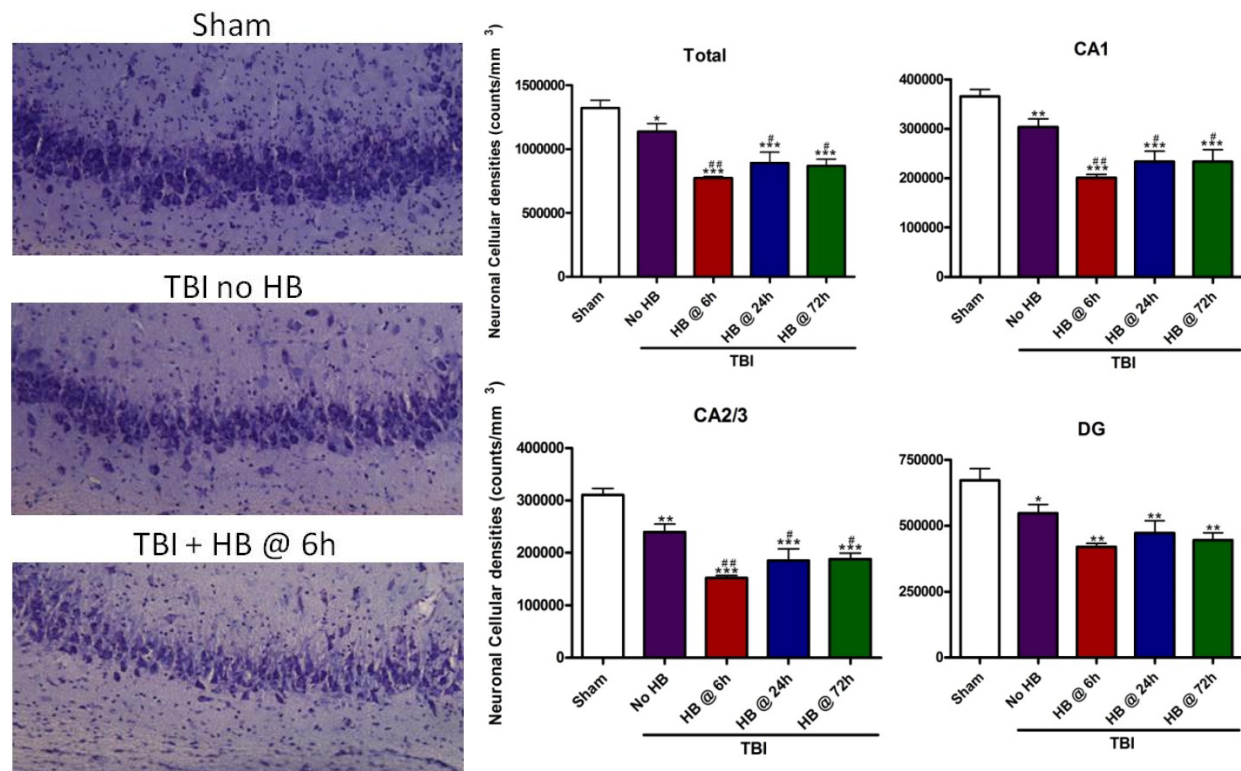 Sham
TBI no HB
TBI + HB @ 6h
Total
Neuronal Cellular densities (counts/mm 3)
1500000
1000000
500000
0
*
##
***
#
***
#
***
Sham
No HB
HB @ 6h
HB @ 24h
HB @ 72h
TBI
CA1
400000
300000
200000
100000
0
**
##
***
#
***
#
***
Sham
No HB
HB @ 6h
HB @ 24h
HB @ 72h
TBI
CA2/3
Neuronal Cellular densities (counts/mm 3)
400000
300000
200000
100000
0
**
##
***
#
***
#
***
Sham
No HB
HB @ 6h
HB @ 24h
HB @ 72h
TBI
DG
750000
500000
250000
0
*
**
**
**
Sham
No HB
HB @ 6h
HB @ 24h
HB @ 72h
TBI